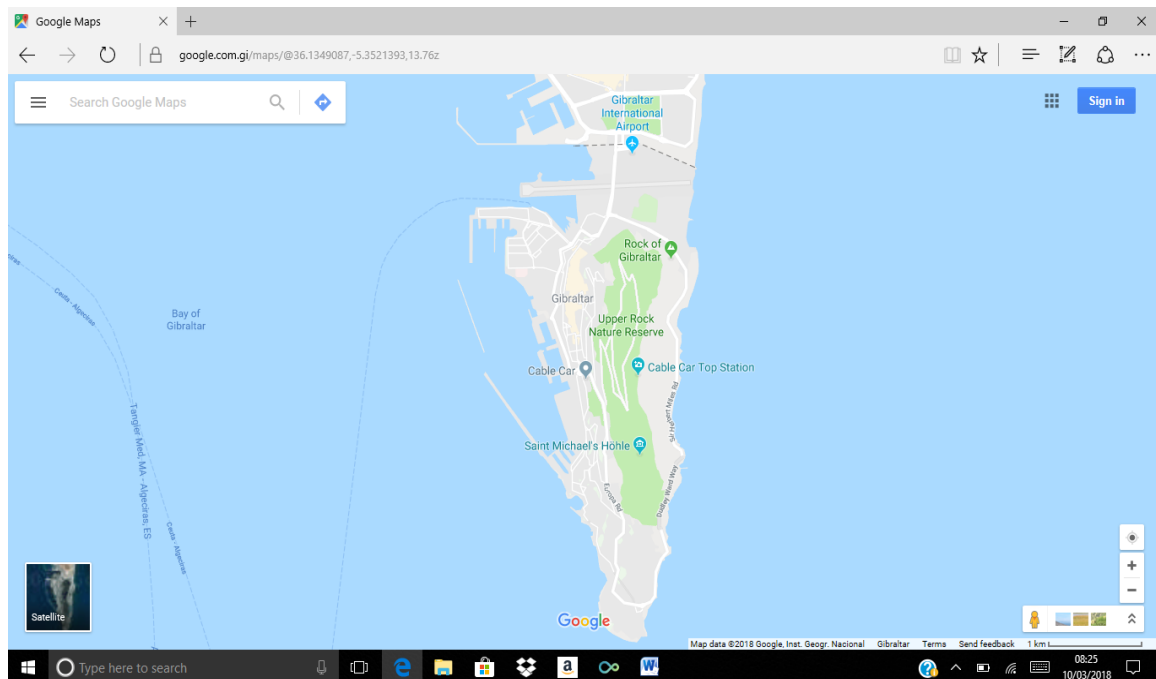 Google Maps
google.com.gi/maps/@36.1349087,-5.3521393,13.76z
Search Google Maps
Sign in
Gibraltar
International
Airport
Rock of
Gibraltar
Bay of
Gibraltar
Gibraltar
Upper Rock
Nature Reserve
Cable Car
Cable Car Top Station
Saint Michael's Höhle
Sir Herbert Miles Rd
Dudley Ward Way
Europa Rd
Ceuta - Algeciras
Tangier Med, MA - Algeciras, ES
Ceuta - Algeciras
Satellite
Google
Map data ©2018 Google, Inst. Geogr. Nacional Gibraltar Terms Send feedback 1 km
Type here to search
a
W
08:25
10/03/2018